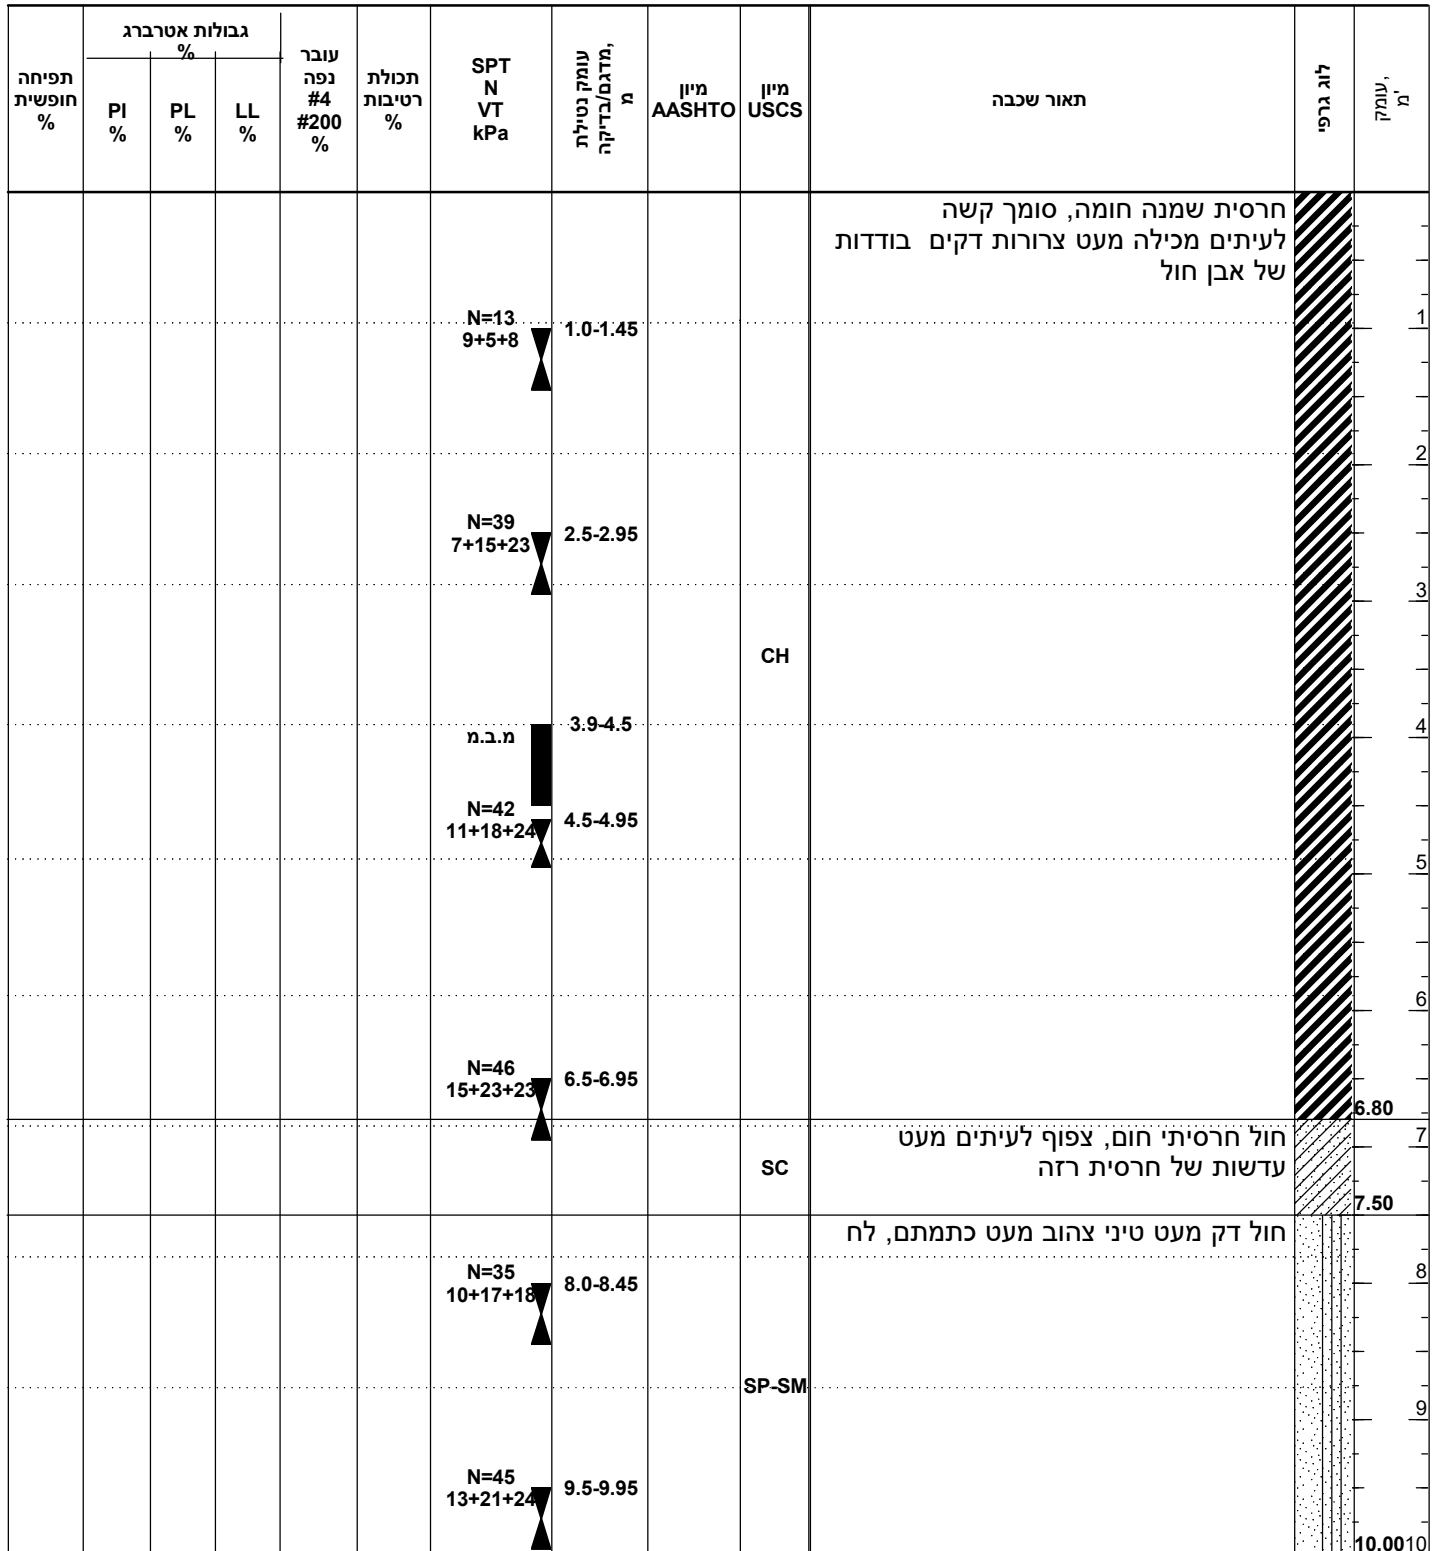 עומק,
מ'
לוג גרפי
תאור שכבה
מיון
USCS
מיון
AASHTO
עומק נטילת
מדגם/בדיקה,
מ
SPT
N
VT
kPa
תכולת
רטיבות
%
עובר
נפה
#4
#200
%
גבולות אטרברג
%
LL
%
PL
%
PI
%
תפיחה
חופשית
%
חרסית שמנה חומה, סומך קשה
לעיתים מכילה מעט צרורות דקים בודדות
של אבן חול
1
N=13
9+5+8
1.0-1.45
2
N=39
7+15+23
2.5-2.95
3
CH
3.9-4.5
מ.ב.מ
4
N=42
11+18+24
4.5-4.95
5
6
N=46
15+23+23
6.5-6.95
6.80
חול חרסיתי חום, צפוף לעיתים מעט
עדשות של חרסית רזה
7
SC
7.50
חול דק מעט טיני צהוב מעט כתמתם, לח
8
N=35
10+17+18
8.0-8.45
SP-SM
9
N=45
13+21+24
9.5-9.95
10.00
10